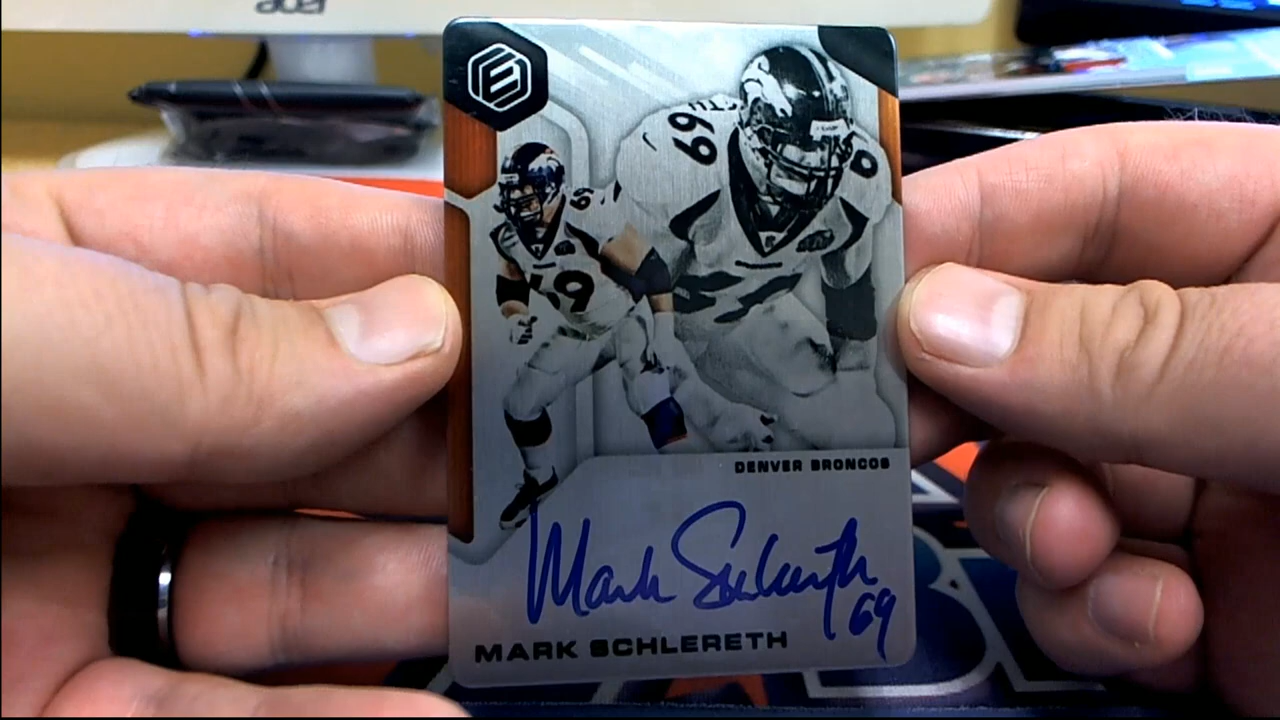 acer
69
69
69
DENVER BRONCOS
Mark Schlereth
69
MARK SCHLERETH